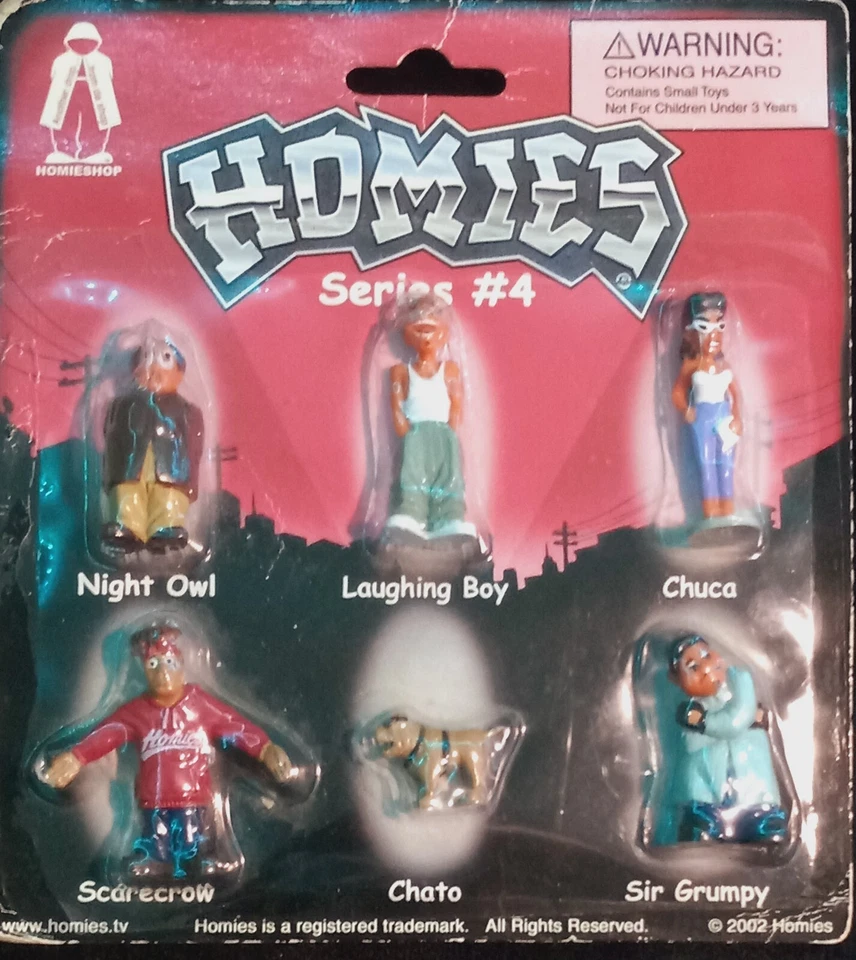 HOMIESHOP
WARNING:
CHOKING HAZARD
Contains Small Toys
Not For Children Under 3 Years
HOMIES
Series #4
Night Owl
Laughing Boy
Chuca
Homies
Scarecrow
Chato
Sir Grumpy
www.homies.tv Homies is a registered trademark. All Rights Reserved. © 2002 Homies